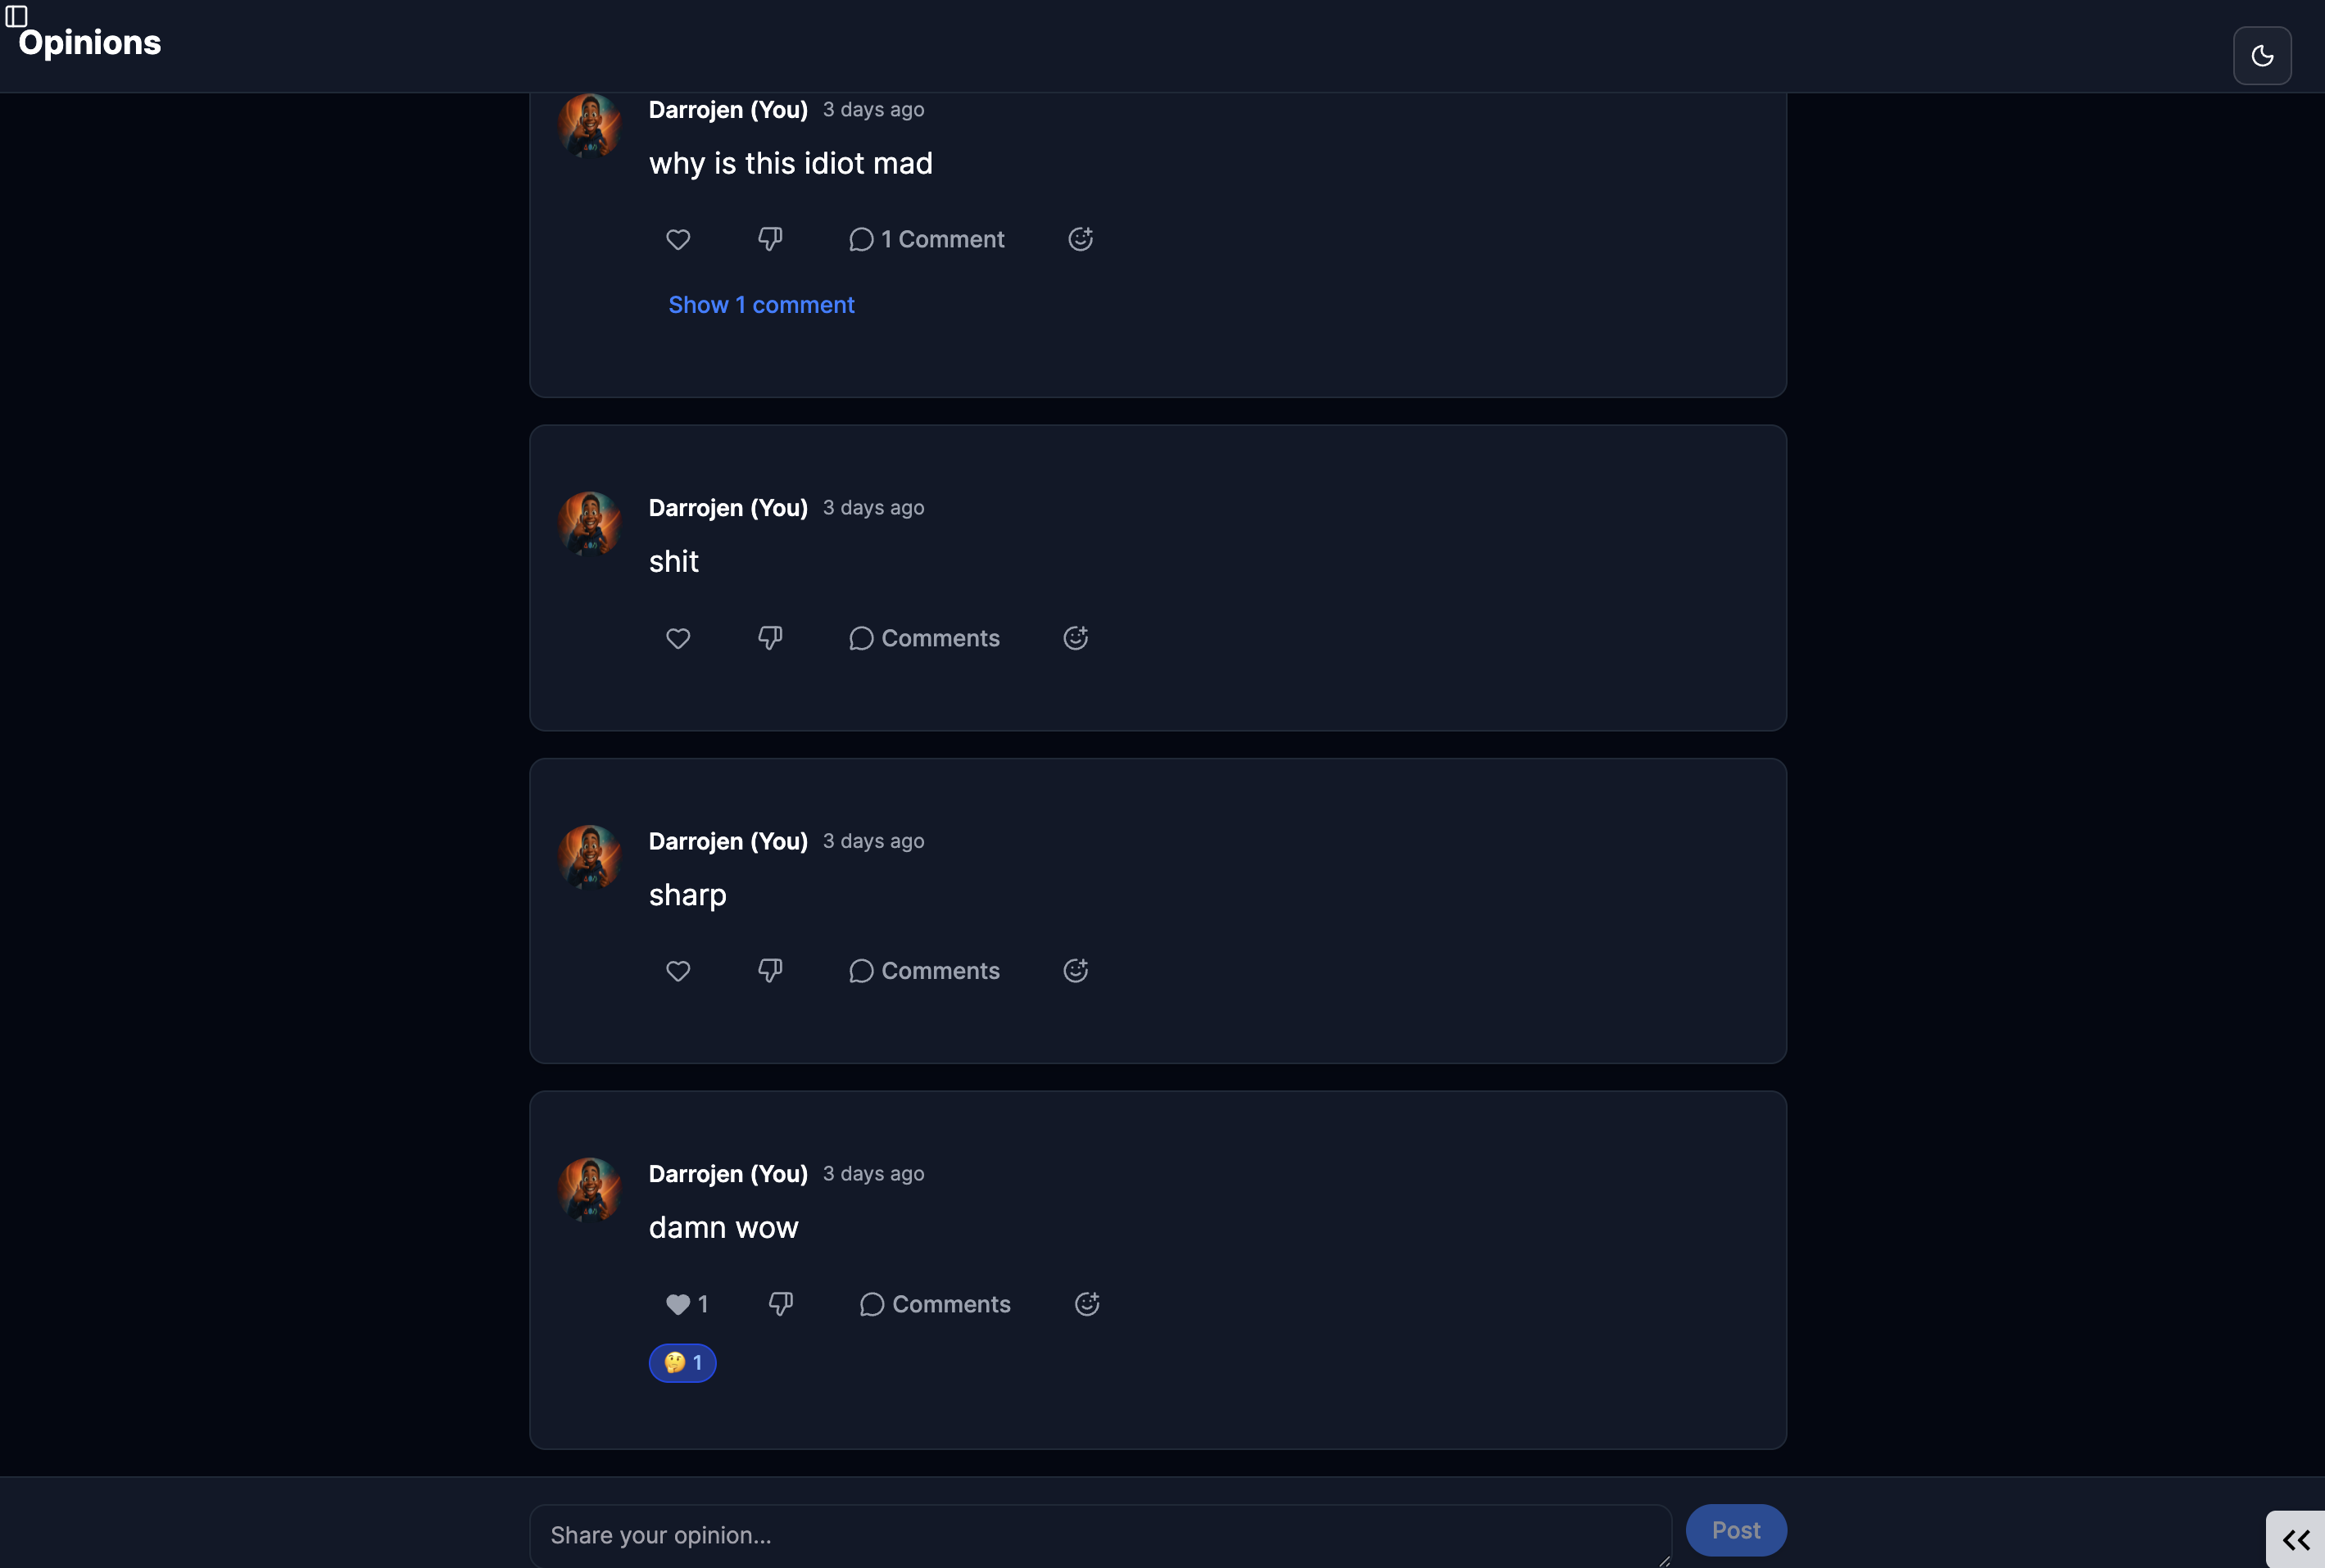 Opinions
Darrojen (You) 3 days ago
why is this idiot mad
1 Comment
Show 1 comment
Darrojen (You) 3 days ago
shit
Comments
Darrojen (You) 3 days ago
sharp
Comments
Darrojen (You) 3 days ago
damn wow
1 Comments
🤔 1
Share your opinion...
Post